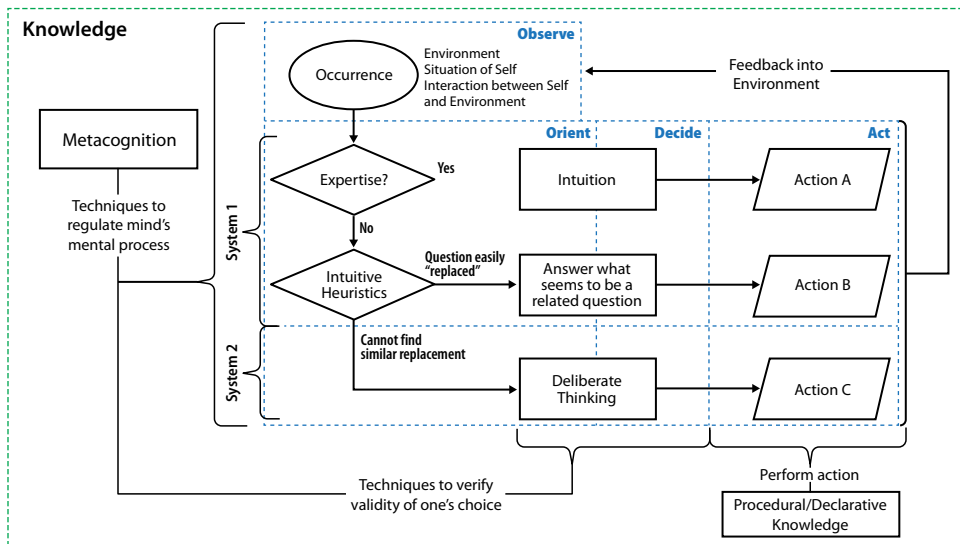 Knowledge
Observe
Occurrence
Environment
Situation of Self
Interaction between Self
and Environment
Feedback into
Environment
Metacognition
Techniques to
regulate mind's
mental process
System 1
Orient
Decide
Act
Expertise?
Yes
Intuition
Action A
No
Intuitive
Heuristics
Question easily
“replaced”
Answer what
seems to be a
related question
Action B
System 2
Cannot find
similar replacement
Deliberate
Thinking
Action C
Techniques to verify
validity of one's choice
Perform action
Procedural/Declarative
Knowledge